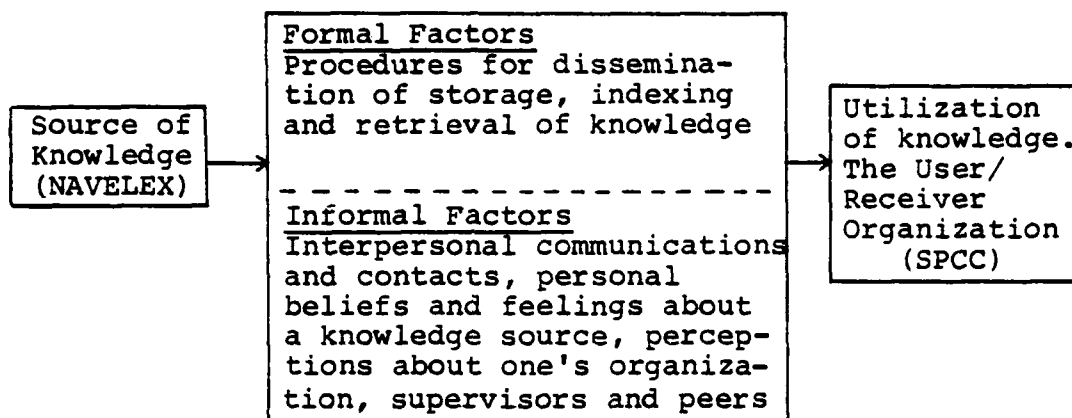 Source of
Knowledge
(NAVELEX)
Formal Factors
Procedures for dissemina-
tion of storage, indexing
and retrieval of knowledge
Informal Factors
Interpersonal communications
and contacts, personal
beliefs and feelings about
a knowledge source, percep-
tions about one's organiza-
tion, supervisors and peers
Utilization
of knowledge.
The User/
Receiver
Organization
(SPCC)